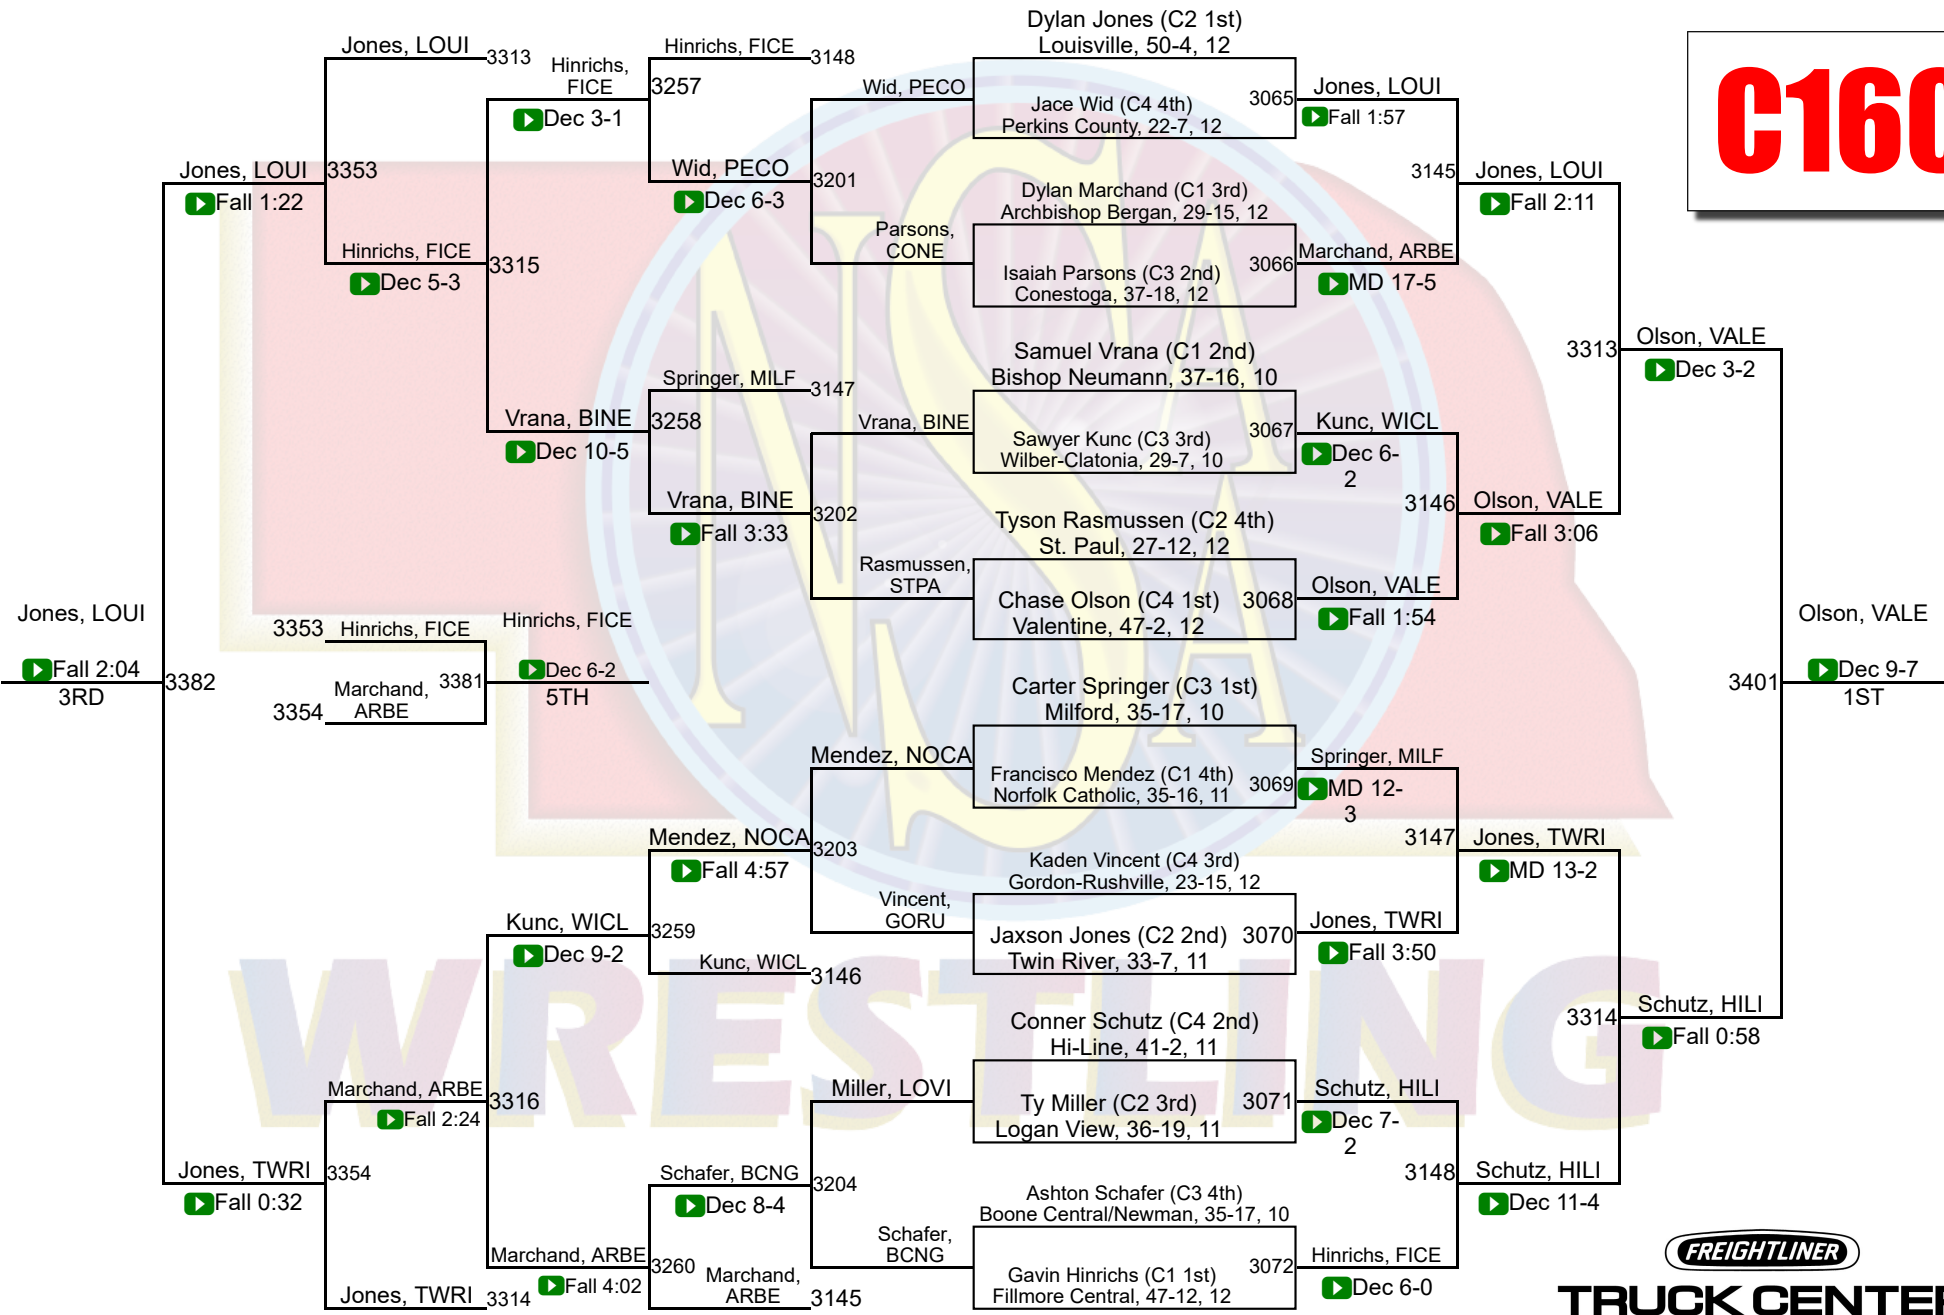 Dylan Jones (C2 1st)
Louisville, 50-4, 12
Jace Wid (C4 4th)
Perkins County, 22-7, 12
3065
Dylan Marchand (C1 3rd)
Archbishop Bergan, 29-15, 12
Isaiah Parsons (C3 2nd)
Conestoga, 37-18, 12
3066
Samuel Vrana (C1 2nd)
Bishop Neumann, 37-16, 10
Sawyer Kunc (C3 3rd)
Wilber-Clatonia, 29-7, 10
3067
Tyson Rasmussen (C2 4th)
St. Paul, 27-12, 12
Chase Olson (C4 1st)
Valentine, 47-2, 12
3068
Carter Springer (C3 1st)
Milford, 35-17, 10
Francisco Mendez (C1 4th)
Norfolk Catholic, 35-16, 11
3069
Kaden Vincent (C4 3rd)
Gordon-Rushville, 23-15, 12
Jaxson Jones (C2 2nd)
Twin River, 33-7, 11
3070
Conner Schutz (C4 2nd)
Hi-Line, 41-2, 11
Ty Miller (C2 3rd)
Logan View, 36-19, 11
3071
Ashton Schafer (C3 4th)
Boone Central/Newman, 35-17, 10
Gavin Hinrichs (C1 1st)
Fillmore Central, 47-12, 12
3072
Jones, LOUI
Fall 1:57
Marchand, ARBE
MD 17-5
Kunc, WICL
Dec 6-
2
Olson, VALE
Fall 1:54
Springer, MILF
MD 12-
3
Jones, TWRI
Fall 3:50
Schutz, HILI
Dec 7-
2
Hinrichs, FICE
Dec 6-0
3145
Jones, LOUI
Fall 2:11
3146
Olson, VALE
Fall 3:06
3147
Jones, TWRI
MD 13-2
3148
Schutz, HILI
Dec 11-4
3313
Olson, VALE
Dec 3-2
3314
Schutz, HILI
Fall 0:58
3401
Olson, VALE
Dec 9-7
1ST
Wid, PECO
Parsons,
CONE
Vrana, BINE
Rasmussen,
STPA
Mendez, NOCA
Vincent,
GORU
Miller, LOVI
Schafer,
BCNG
Hinrichs, FICE
3148
Wid, PECO
3201
Dec 6-3
Springer, MILF
3147
Vrana, BINE
3202
Fall 3:33
Mendez, NOCA
3203
Fall 4:57
Kunc, WICL
3146
Schafer, BCNG
3204
Dec 8-4
Marchand,
ARBE
3145
Hinrichs,
FICE
3257
Dec 3-1
Vrana, BINE
3258
Dec 10-5
Kunc, WICL
3259
Dec 9-2
Marchand, ARBE
3260
Fall 4:02
Jones, LOUI
3313
Hinrichs, FICE
3315
Dec 5-3
Marchand, ARBE
3316
Fall 2:24
Jones, TWRI
3314
Jones, LOUI
3353
Fall 1:22
Jones, TWRI
3354
Fall 0:32
Jones, LOUI
Fall 2:04
3382
3RD
3353
Hinrichs, FICE
3354
Marchand,
ARBE
3381
Hinrichs, FICE
Dec 6-2
5TH
NSAA
WRESTLING
C160
FREIGHTLINER
TRUCK CENTER